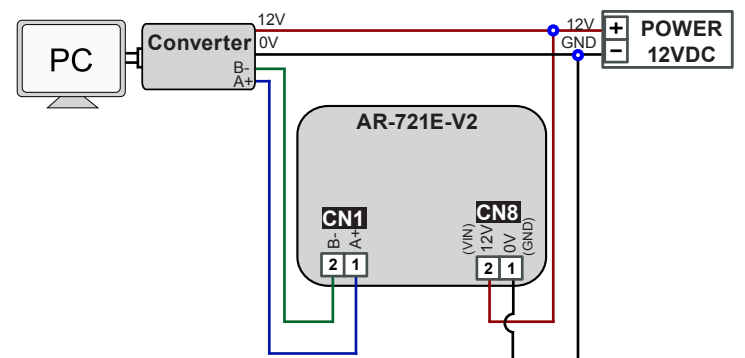 12V
12V
+ POWER
PC
Converter
0V
GND
− 12VDC
B-
A+
AR-721E-V2
CN1
CN8
B-
A+
(VIN)
12V
0V
(GND)
2 1
2 1